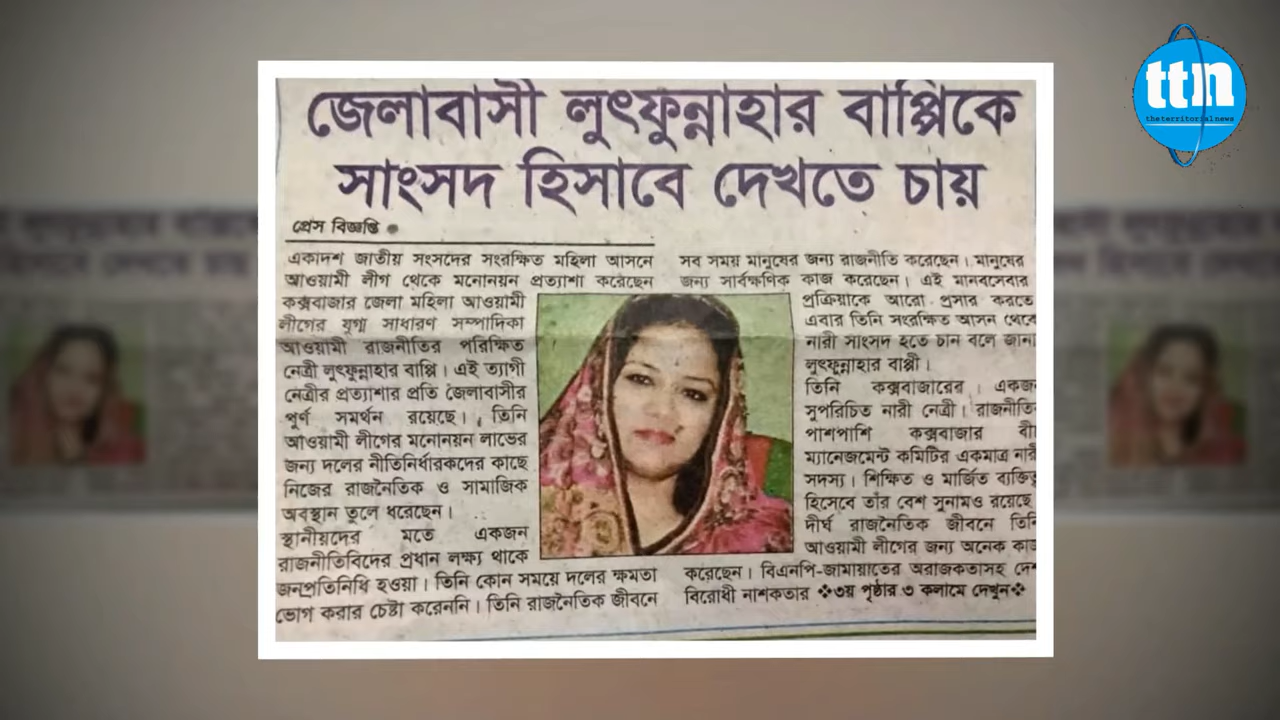 জেলাবাসী লুৎফুন্নাহার বাপ্পিকে
সাংসদ হিসাবে দেখতে চায়
প্রেস বিজ্ঞপ্তি
একাদশ জাতীয় সংসদের সংরক্ষিত মহিলা আসনে
আওয়ামী লীগ থেকে মনোনয়ন প্রত্যাশা করেছেন
কক্সবাজার জেলা মহিলা আওয়ামী
লীগের যুগ্ম সাধারণ সম্পাদিকা
আওয়ামী রাজনীতির পরিক্ষিত
নেত্রী লুৎফুন্নাহার বাপ্পি। এই ত্যাগী
নেত্রীর প্রত্যাশার প্রতি জেলাবাসীর
পুর্ণ সমর্থন রয়েছে। তিনি
আওয়ামী লীগের মনোনয়ন লাভের
জন্য দলের নীতিনির্ধারকদের কাছে
নিজের রাজনৈতিক ও সামাজিক
অবস্থান তুলে ধরেছেন।
স্থানীয়দের মতে একজন
রাজনীতিবিদের প্রধান লক্ষ্য থাকে
জনপ্রতিনিধি হওয়া। তিনি কোন সময়ে দলের ক্ষমতা
ভোগ করার চেষ্টা করেননি। তিনি রাজনৈতিক জীবনে
সব সময় মানুষের জন্য রাজনীতি করেছেন। মানুষের
জন্য সার্বক্ষণিক কাজ করেছেন। এই মানবসেবার
প্রক্রিয়াকে আরো প্রসার করতে
এবার তিনি সংরক্ষিত আসন থেকে
নারী সাংসদ হতে চান বলে জানা
লুৎফুন্নাহার বাপ্পী।
তিনি কক্সবাজারের একজ
সুপরিচিত নারী নেত্রী। রাজনীতি
পাশপাশি কক্সবাজার বী
ম্যানেজমেন্ট কমিটির একমাত্র নারী
সদস্য। শিক্ষিত ও মার্জিত ব্যক্তিত্ব
হিসেবে তাঁর বেশ সুনামও রয়েছে
দীর্ঘ রাজনৈতিক জীবনে তিনি
আওয়ামী লীগের জন্য অনেক কাজ
করেছেন। বিএনপি-জামায়াতের অরাজকতাসহ দেশ
বিরোধী নাশকতার ❖৩য় পৃষ্ঠার ৩ কলামে দেখুন❖
ttn
theterritorialnews